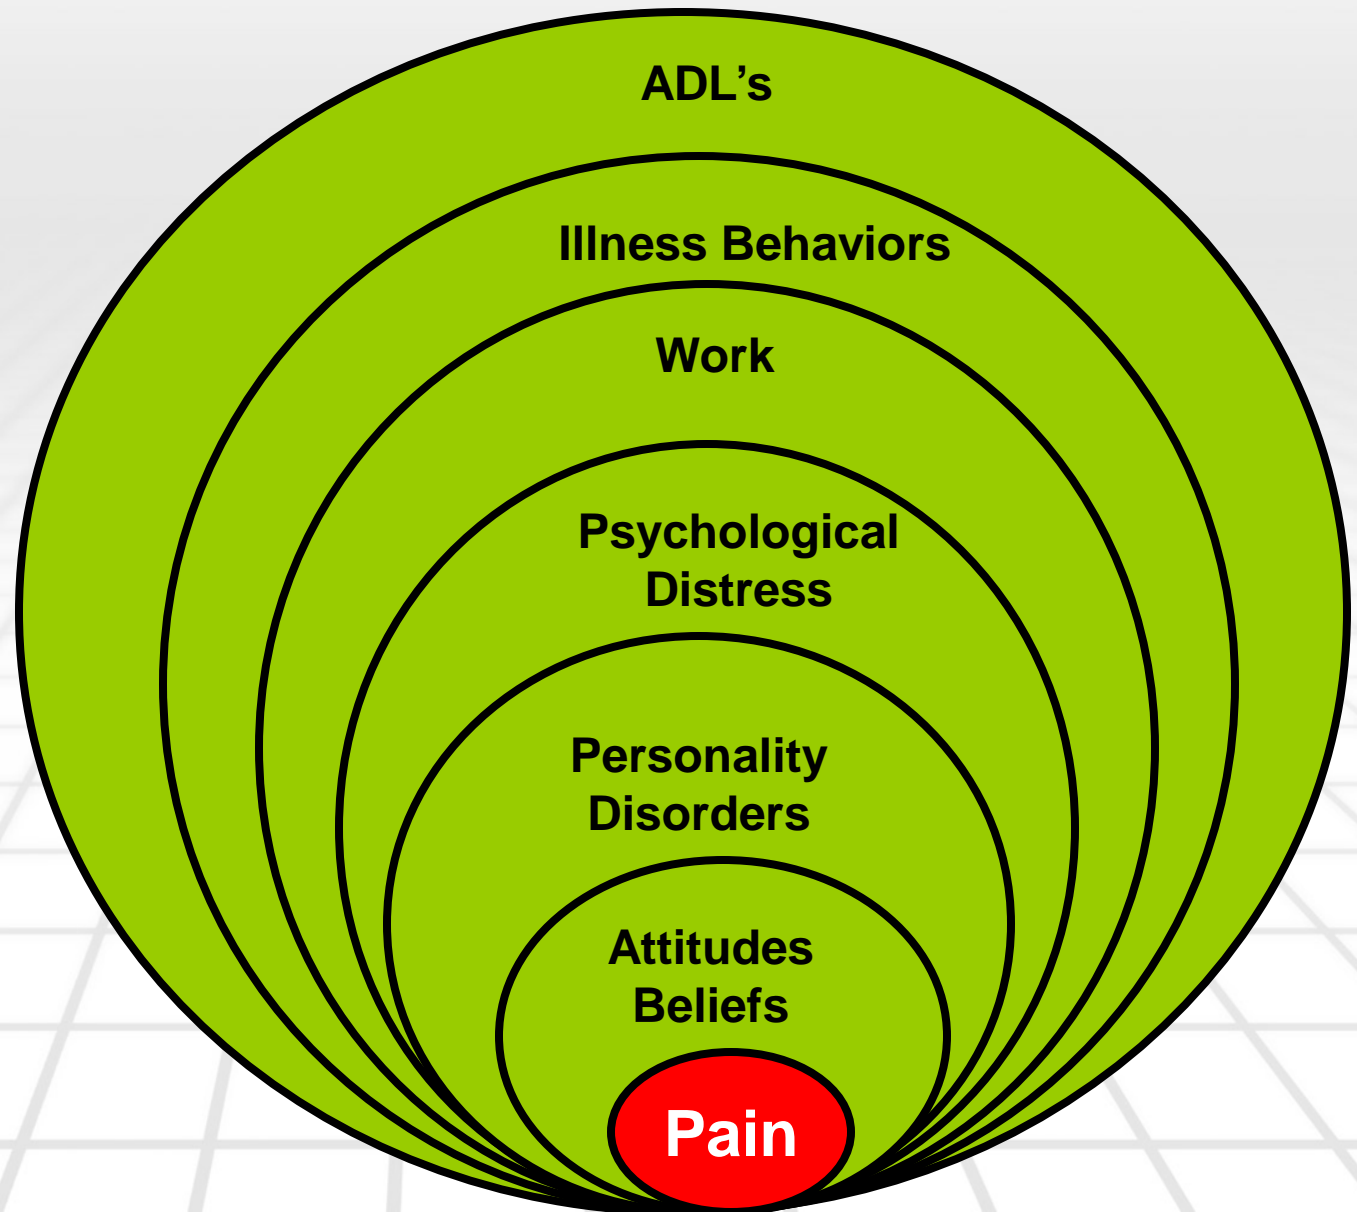 ADL’s
Illness Behaviors
Work
Psychological
Distress
Personality
Disorders
Attitudes
Beliefs
Pain